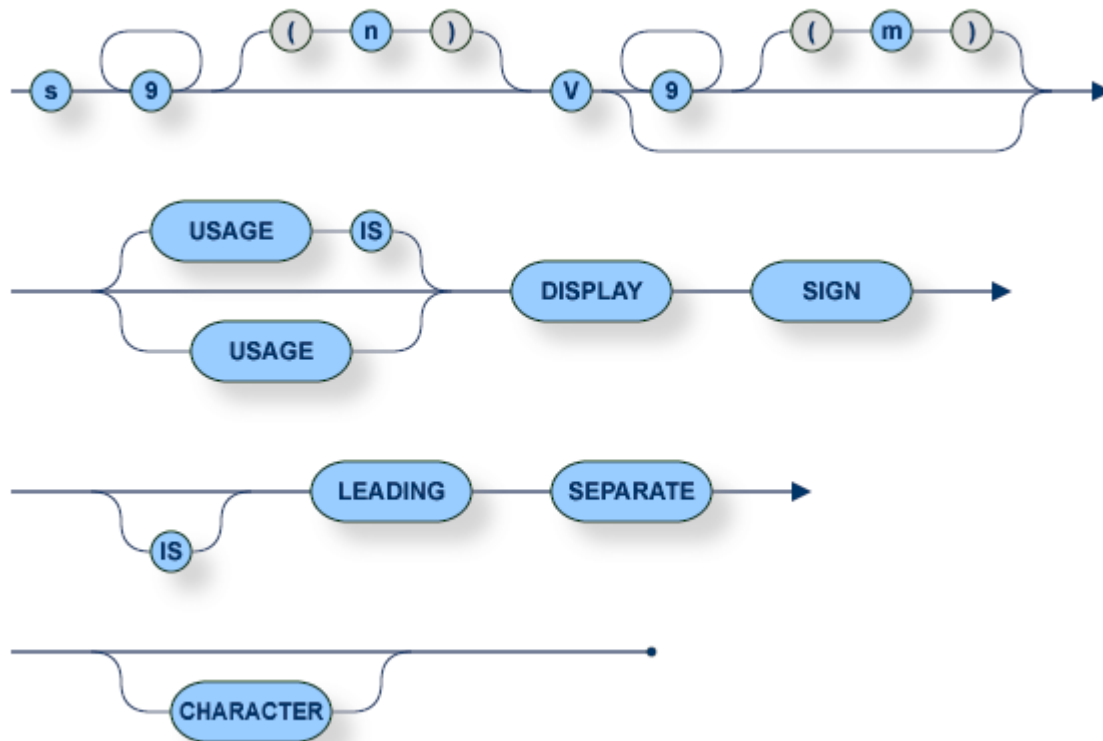 ( n ) ( m )
s 9 V 9
USAGE IS
DISPLAY SIGN
USAGE
LEADING SEPARATE
IS
CHARACTER